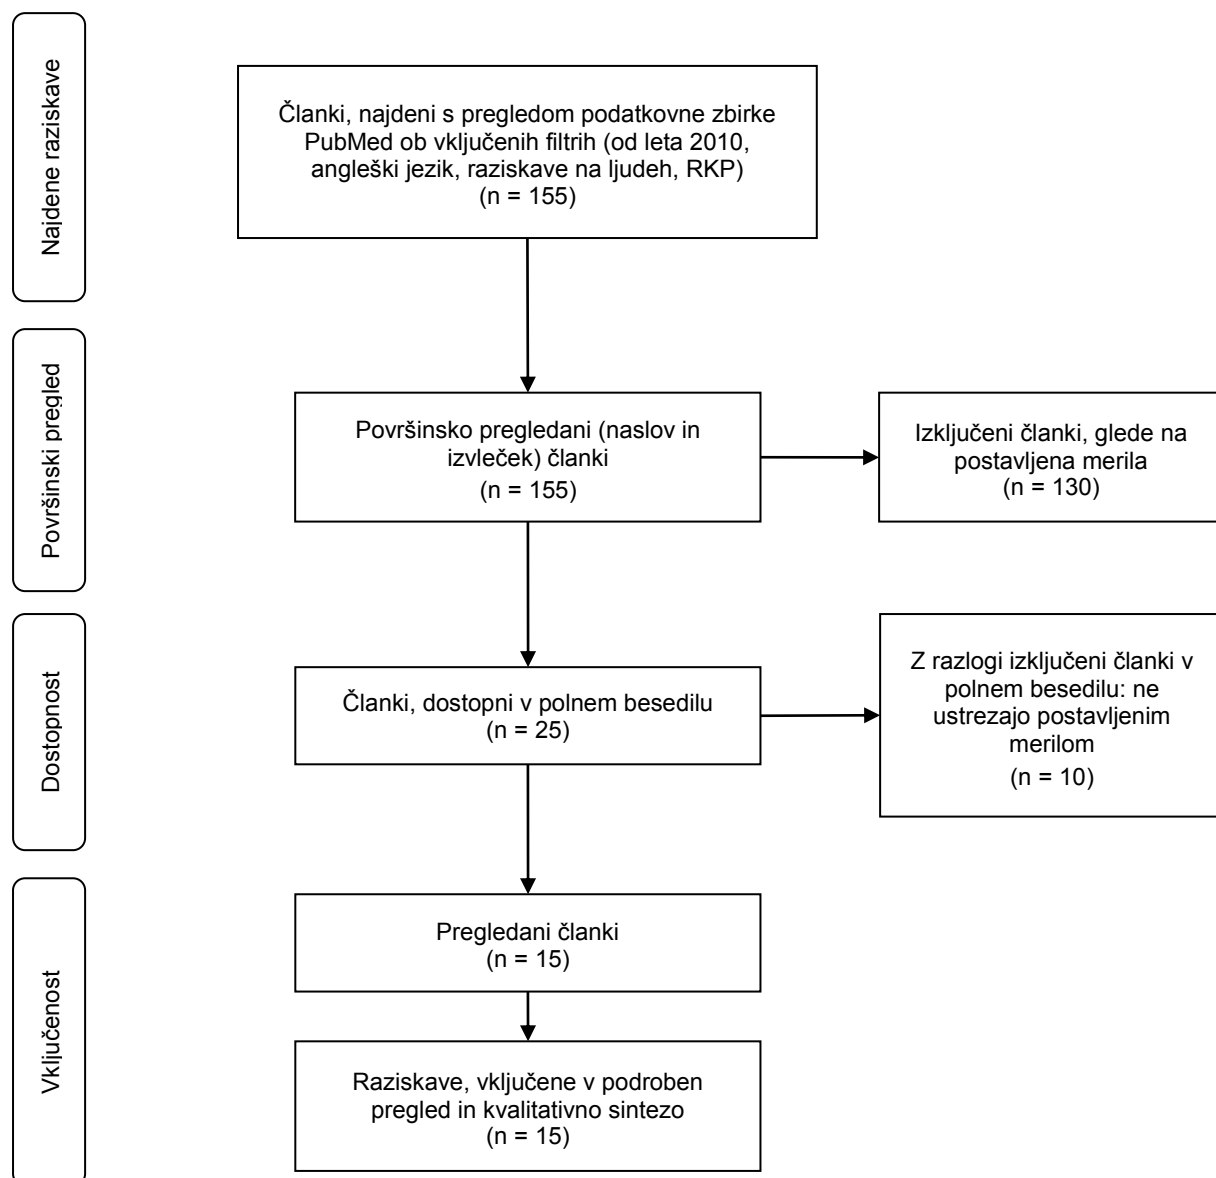 Najdene raziskave
Članki, najdeni s pregledom podatkovne zbirke
PubMed ob vključenih filtrih (od leta 2010,
angleški jezik, raziskave na ljudeh, RKP)
(n = 155)
Površinski pregled
Površinsko pregledani (naslov in
izvleček) članki
(n = 155)
Izključeni članki, glede na
postavljena merila
(n = 130)
Dostopnost
Članki, dostopni v polnem besedilu
(n = 25)
Z razlogi izključeni članki v
polnem besedilu: ne
ustrezajo postavljenim
merilom
(n = 10)
Vključenost
Pregledani članki
(n = 15)
Raziskave, vključene v podroben
pregled in kvalitativno sintezo
(n = 15)